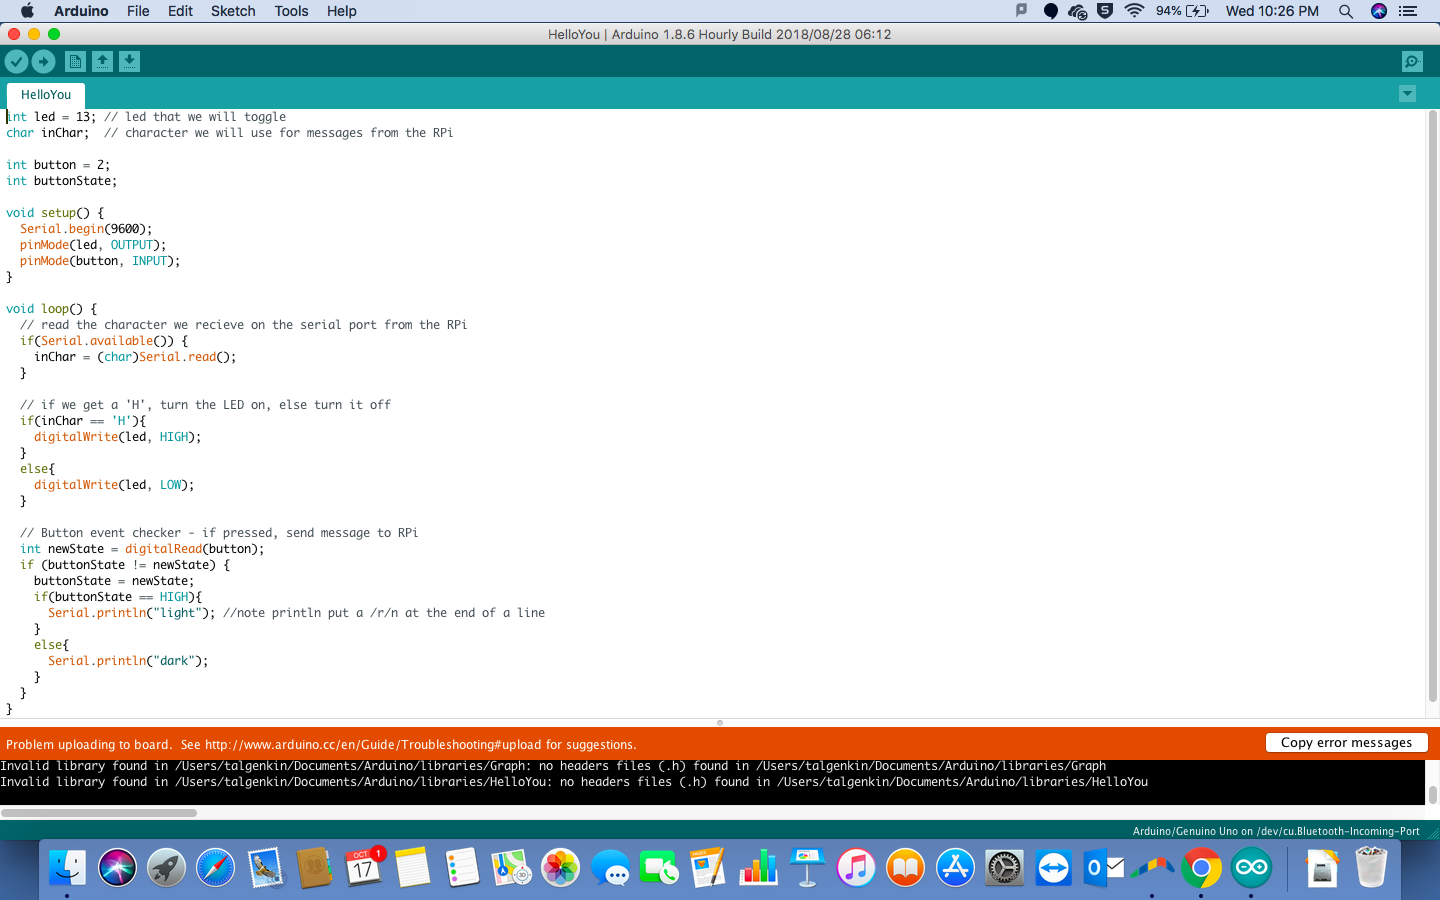 Arduino File Edit Sketch Tools Help 94% Wed 10:26 PM
HelloYou | Arduino 1.8.6 Hourly Build 2018/08/28 06:12
HelloYou
int led = 13; // led that we will toggle
char inChar;  // character we will use for messages from the RPi
int button = 2;
int buttonState;
void setup() {
  Serial.begin(9600);
  pinMode(led, OUTPUT);
  pinMode(button, INPUT);
}
void loop() {
  // read the character we recieve on the serial port from the RPi
  if(Serial.available()) {
    inChar = (char)Serial.read();
  }
  // if we get a 'H', turn the LED on, else turn it off
  if(inChar == 'H'){
    digitalWrite(led, HIGH);
  }
  else{
    digitalWrite(led, LOW);
  }
  // Button event checker - if pressed, send message to RPi
  int newState = digitalRead(button);
  if (buttonState != newState) {
    buttonState = newState;
    if(buttonState == HIGH){
      Serial.println("light"); //note println put a /r/n at the end of a line
    }
    else{
      Serial.println("dark");
    }
  }
}
Problem uploading to board.  See http://www.arduino.cc/en/Guide/Troubleshooting#upload for suggestions.
Copy error messages
Invalid library found in /Users/talgenkin/Documents/Arduino/libraries/Graph: no headers files (.h) found in /Users/talgenkin/Documents/Arduino/libraries/Graph
Invalid library found in /Users/talgenkin/Documents/Arduino/libraries/HelloYou: no headers files (.h) found in /Users/talgenkin/Documents/Arduino/libraries/HelloYou
Arduino/Genuino Uno on /dev/cu.Bluetooth-Incoming-Port
OCT 1
17